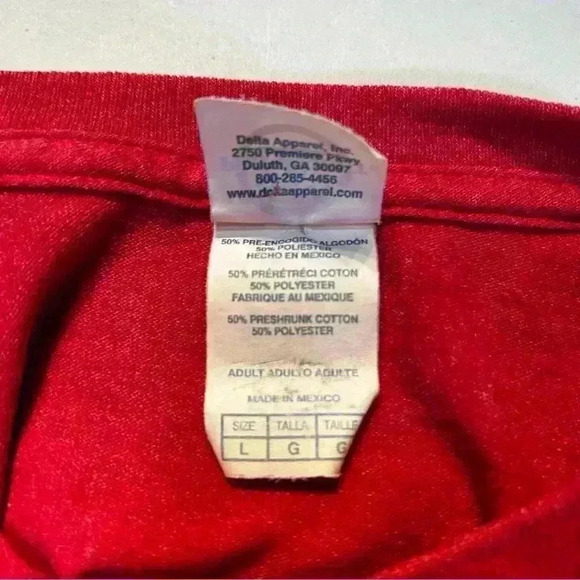 Delta Apparel, Inc.
2750 Premiere Pkwy
Duluth, GA 30097
800-285-4456
www.deltaapparel.com
50% PRE-ENCOGIDO ALGODÓN
50% POLIESTER
HECHO EN MEXICO
50% PRÉRÉTRÉCI COTON
50% POLYESTER
FABRIQUE AU MEXIQUE
50% PRESHRUNK COTTON
50% POLYESTER
ADULT ADULTO ADULTE
MADE IN MEXICO
SIZE TALLA TAILLE
L G G